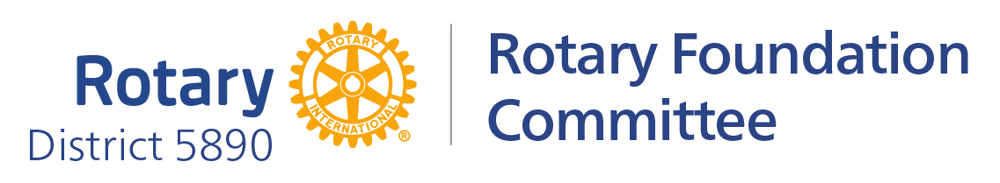 Rotary
District 5890
ROTARY
INTERNATIONAL
®
Rotary Foundation
Committee